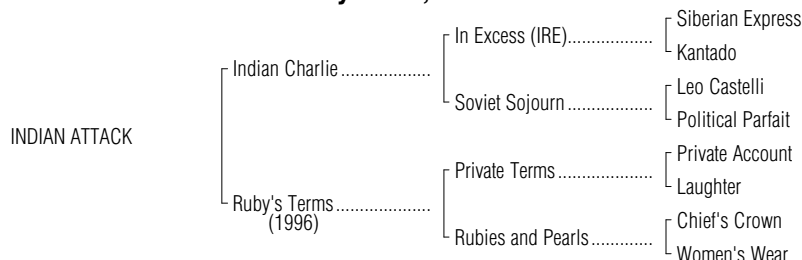 Siberian Express
In Excess (IRE)..................
Kantado
Indian Charlie ...................
Leo Castelli
Soviet Sojourn ..................
Political Parfait
INDIAN ATTACK
Private Account
Private Terms ....................
Laughter
Ruby's Terms ....................
(1996)
Chief's Crown
Rubies and Pearls .............
Women's Wear